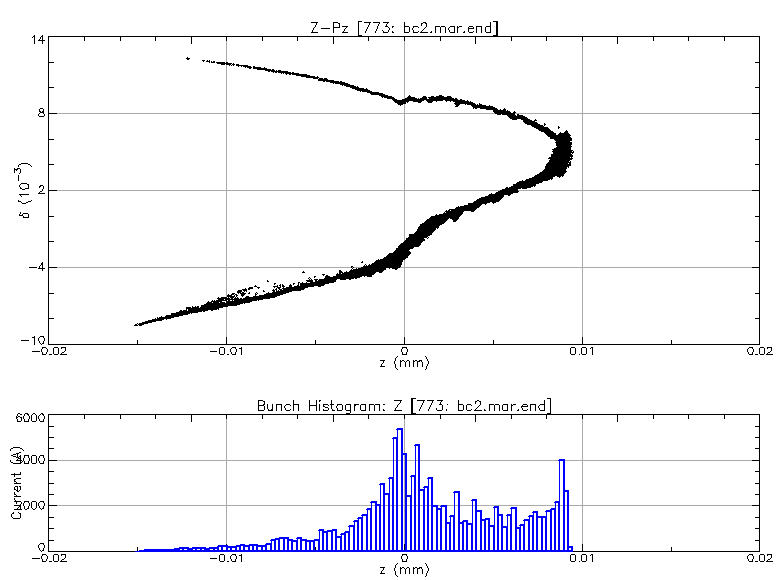 Z-Pz [773: bc2.mar.end]
14
8
2
-4
-10
δ (10^-3)
-0.02 -0.01 0 0.01 0.02
z (mm)
Bunch Histogram: Z [773: bc2.mar.end]
6000
4000
2000
0
Current (A)
-0.02 -0.01 0 0.01 0.02
z (mm)